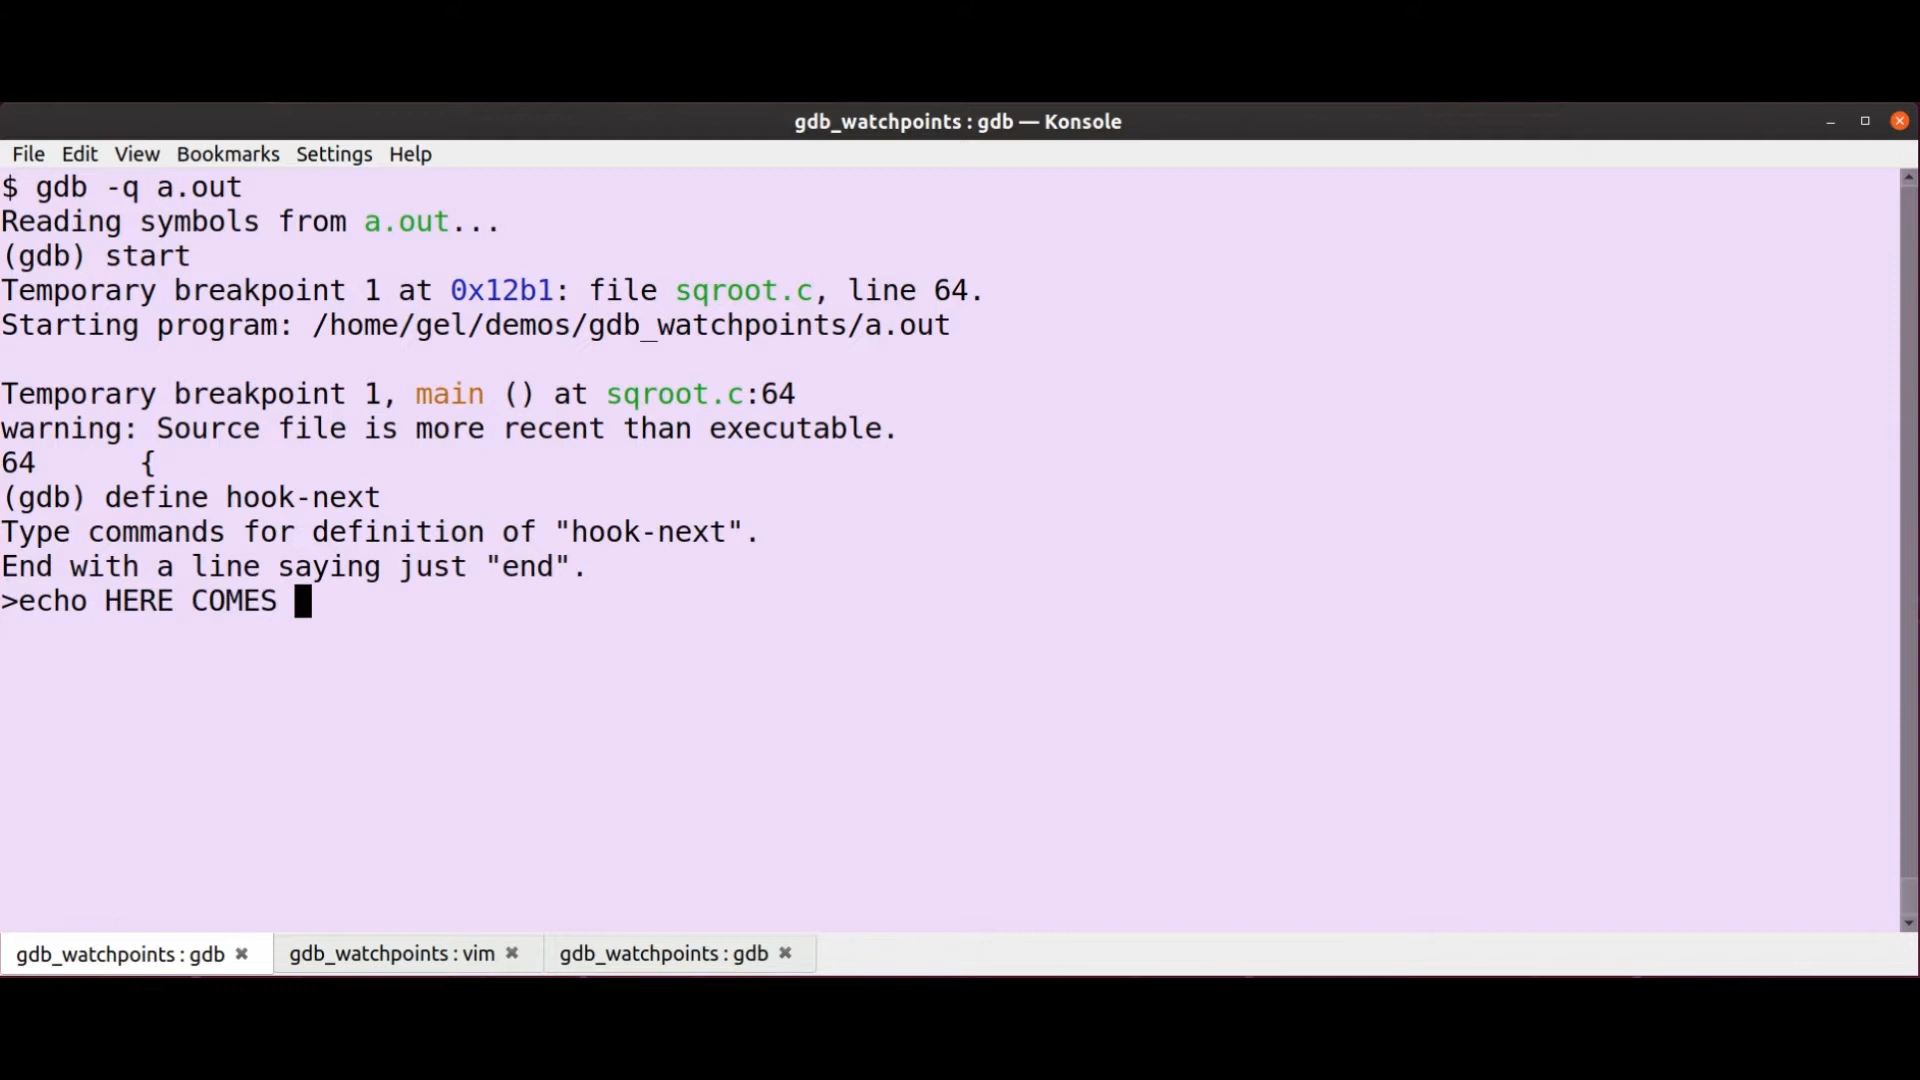 gdb_watchpoints : gdb — Konsole
File Edit View Bookmarks Settings Help
$ gdb -q a.out
Reading symbols from a.out...
(gdb) start
Temporary breakpoint 1 at 0x12b1: file sqroot.c, line 64.
Starting program: /home/gel/demos/gdb_watchpoints/a.out
Temporary breakpoint 1, main () at sqroot.c:64
warning: Source file is more recent than executable.
64      {
(gdb) define hook-next
Type commands for definition of "hook-next".
End with a line saying just "end".
>echo HERE COMES
gdb_watchpoints : gdb gdb_watchpoints : vim gdb_watchpoints : gdb